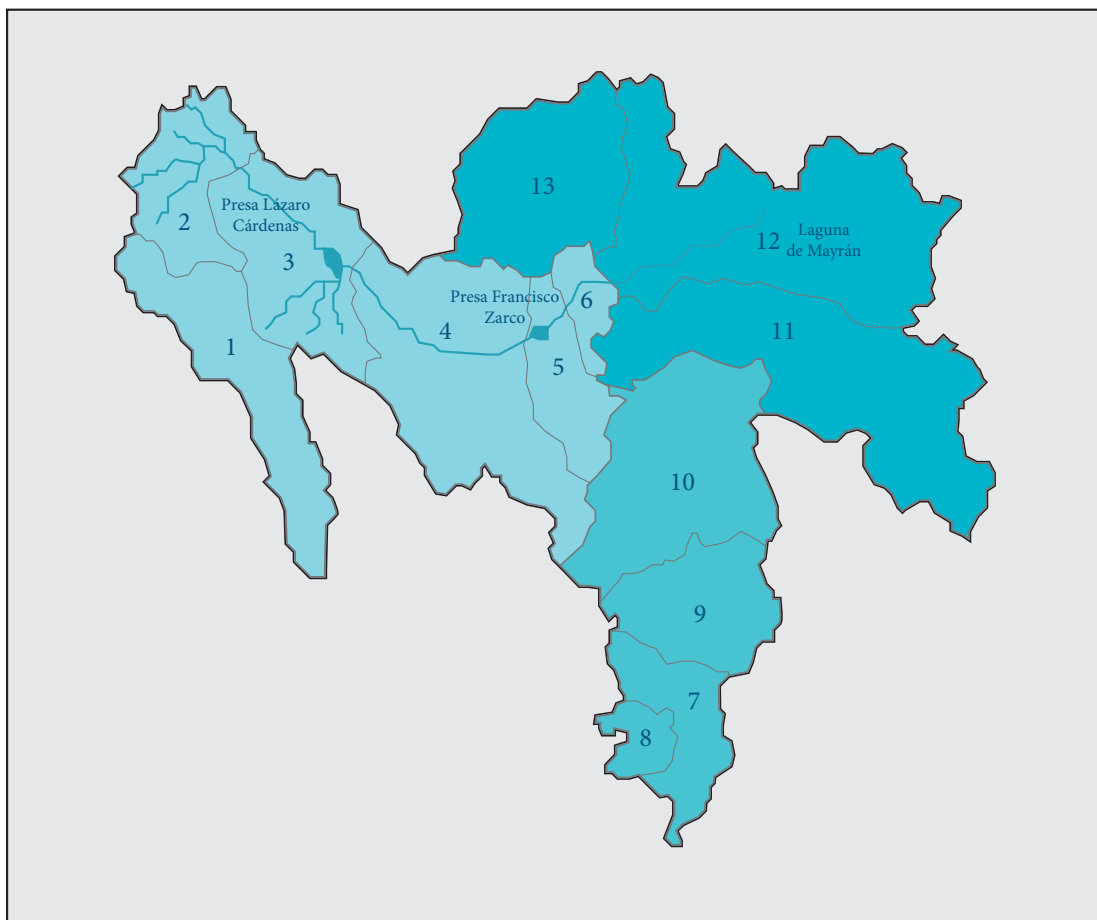 13
2
Presa Lázaro
Cárdenas
3
12
Laguna
de Mayrán
Presa Francisco
Zarco
6
4
1
11
5
10
9
7
8